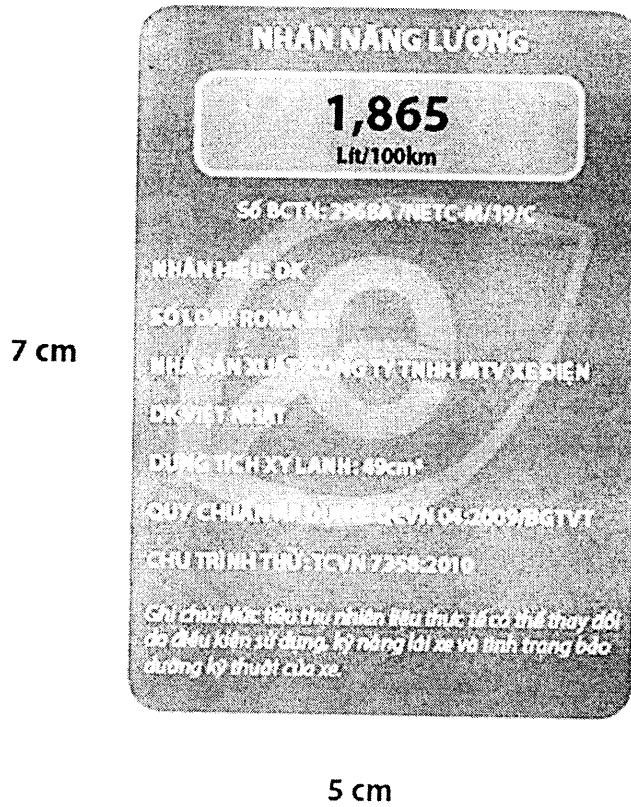 NHÃN NĂNG LƯỢNG
1,865
Lít/100km
Số BCTN: 2968A /NETC-M/19/C
NHÃN HIỆU: DK
SỐ LOẠI: ROMA
7 cm
NHÀ SẢN XUẤT: CÔNG TY TNHH MTV XE ĐIỆN
DK VIỆT NHẬT
DUNG TÍCH XY LANH: 49cm³
QUY CHUẨN ÁP DỤNG: QCVN 04:2009/BGTVT
CHU TRÌNH THỬ: TCVN 7358:2010
Ghi chú: Mức tiêu thụ nhiên liệu thực tế có thể thay đổi
do điều kiện sử dụng, kỹ năng lái xe và tình trạng bảo
dưỡng kỹ thuật của xe.
5 cm